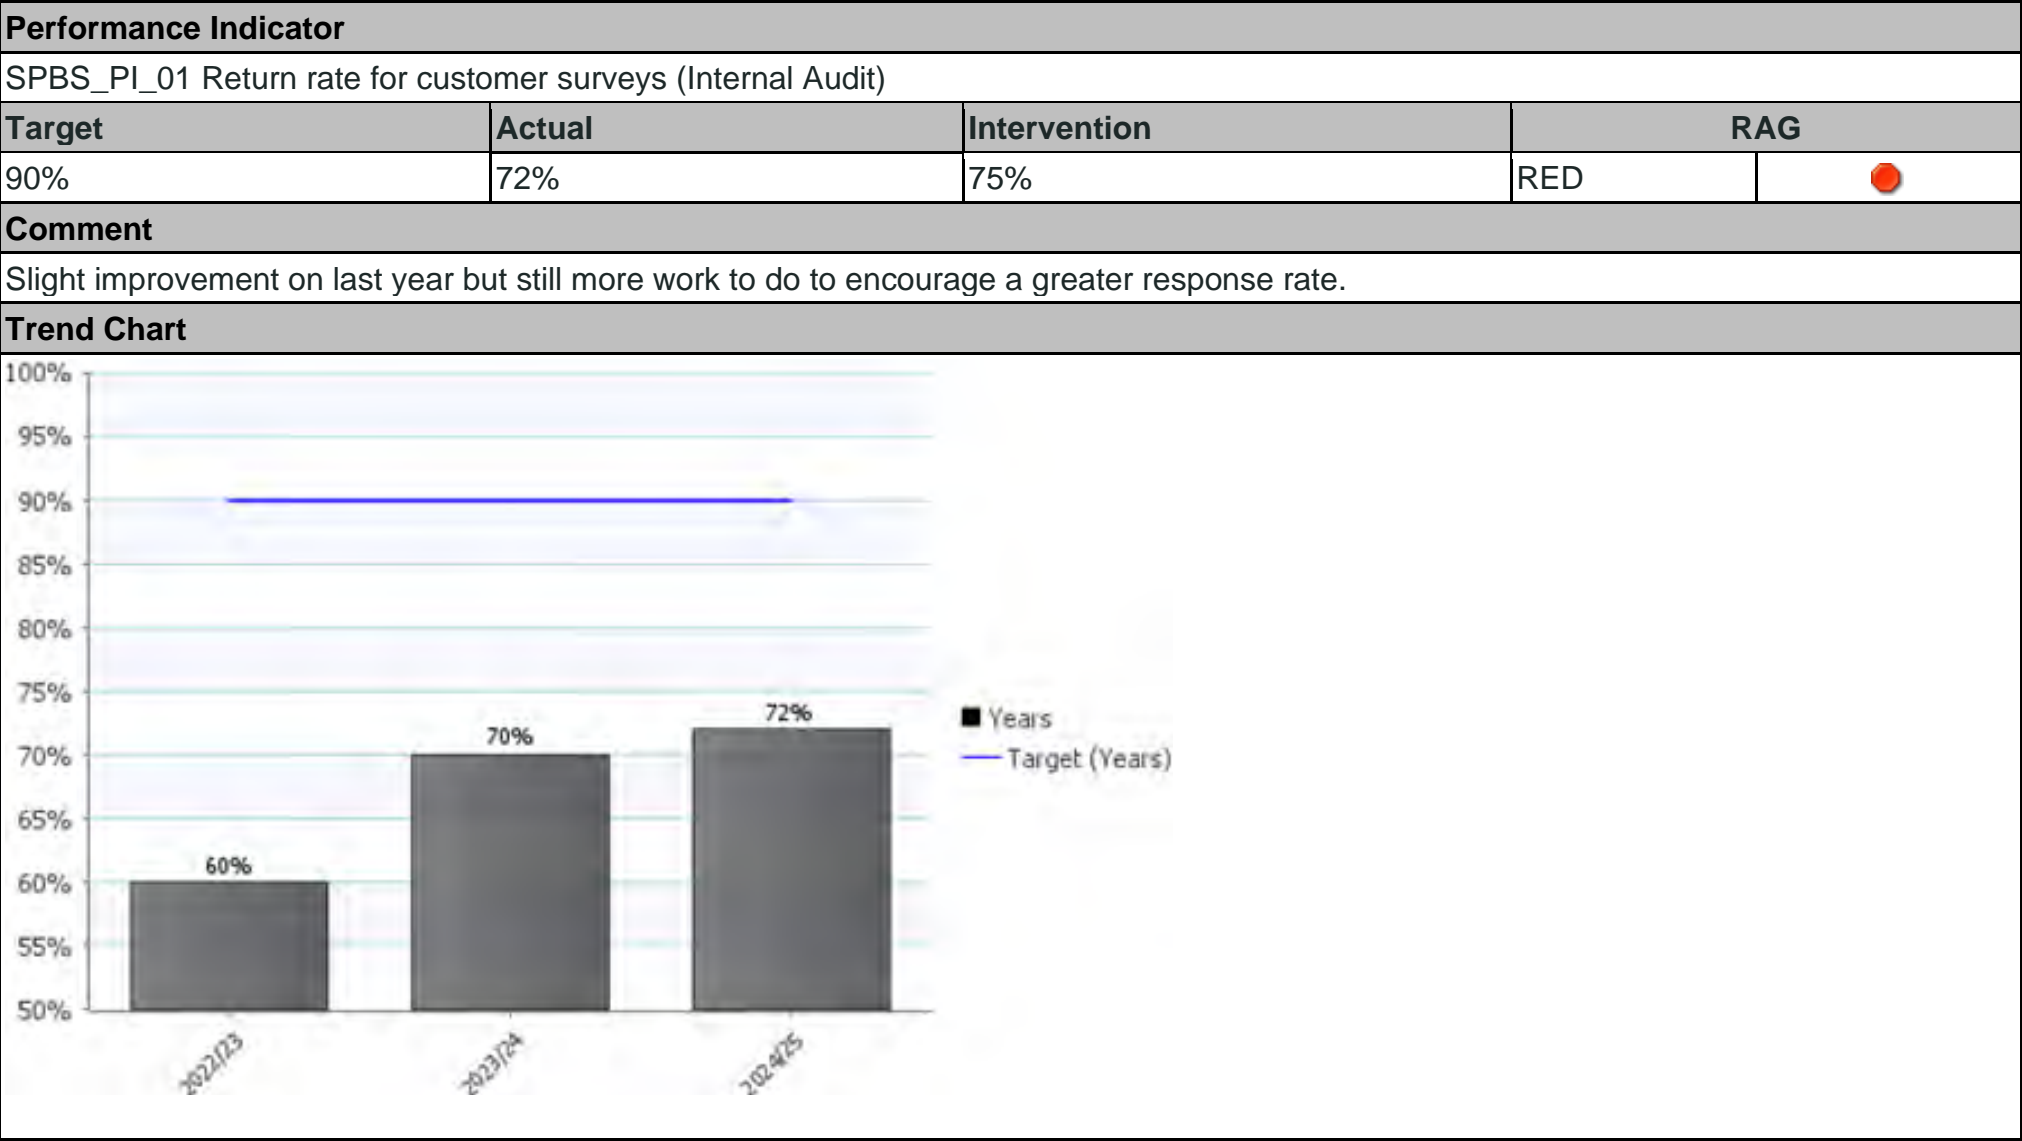 Performance Indicator
SPBS_PI_01 Return rate for customer surveys (Internal Audit)
Target Actual Intervention RAG
90% 72% 75% RED
Comment
Slight improvement on last year but still more work to do to encourage a greater response rate.
Trend Chart
100%
95%
90%
85%
80%
75%
70%
65%
60%
55%
50%
60%
70%
72%
2022/23
2023/24
2024/25
Years
Target (Years)